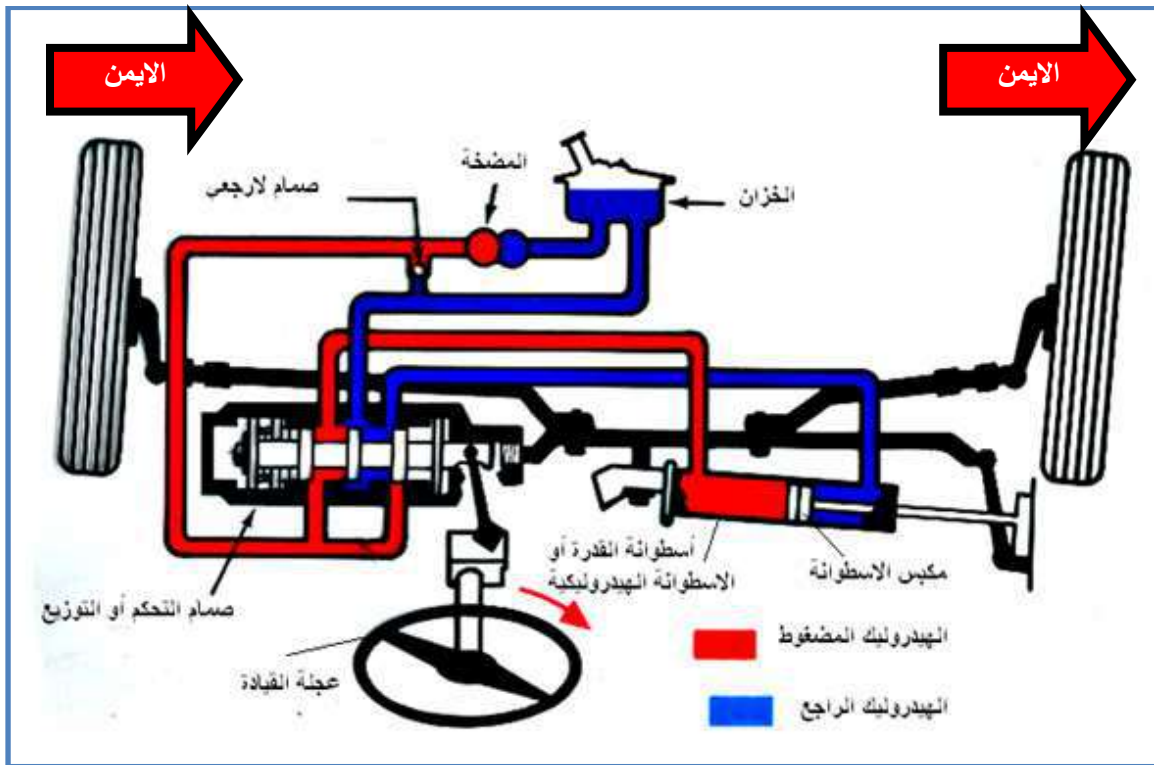 الايمن
الايمن
المضخة
صمام لارجعي
الخزان
أسطوانة القدرة أو
الاسطوانة الهيدروليكية
مكبس الاسطوانة
صمام التحكم أو التوزيع
عجلة القيادة
الهيدروليك المضغوط
الهيدروليك الراجع